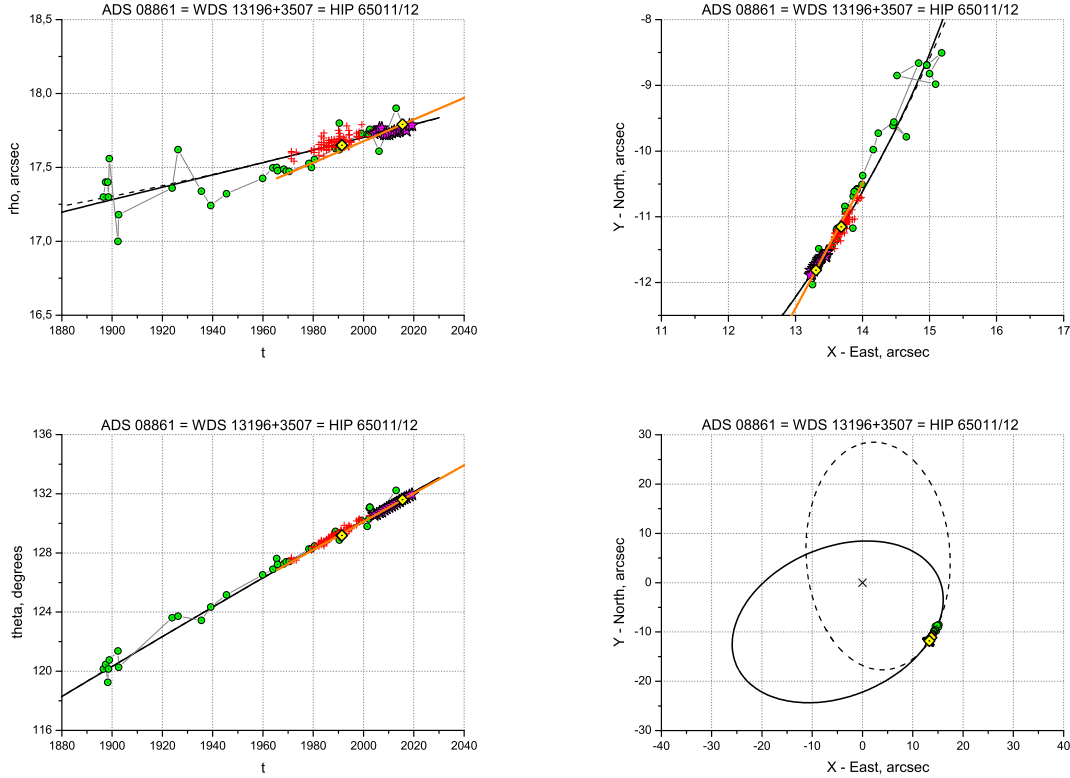 ADS 08861 = WDS 13196+3507 = HIP 65011/12
18,5
18,0
17,5
17,0
16,5
rho, arcsec
1880 1900 1920 1940 1960 1980 2000 2020 2040
t
ADS 08861 = WDS 13196+3507 = HIP 65011/12
-8
-9
-10
-11
-12
Y - North, arcsec
11 12 13 14 15 16 17
X - East, arcsec
ADS 08861 = WDS 13196+3507 = HIP 65011/12
136
132
128
124
120
116
theta, degrees
1880 1900 1920 1940 1960 1980 2000 2020 2040
t
ADS 08861 = WDS 13196+3507 = HIP 65011/12
30
20
10
0
-10
-20
-30
Y - North, arcsec
-40 -30 -20 -10 0 10 20 30 40
X - East, arcsec